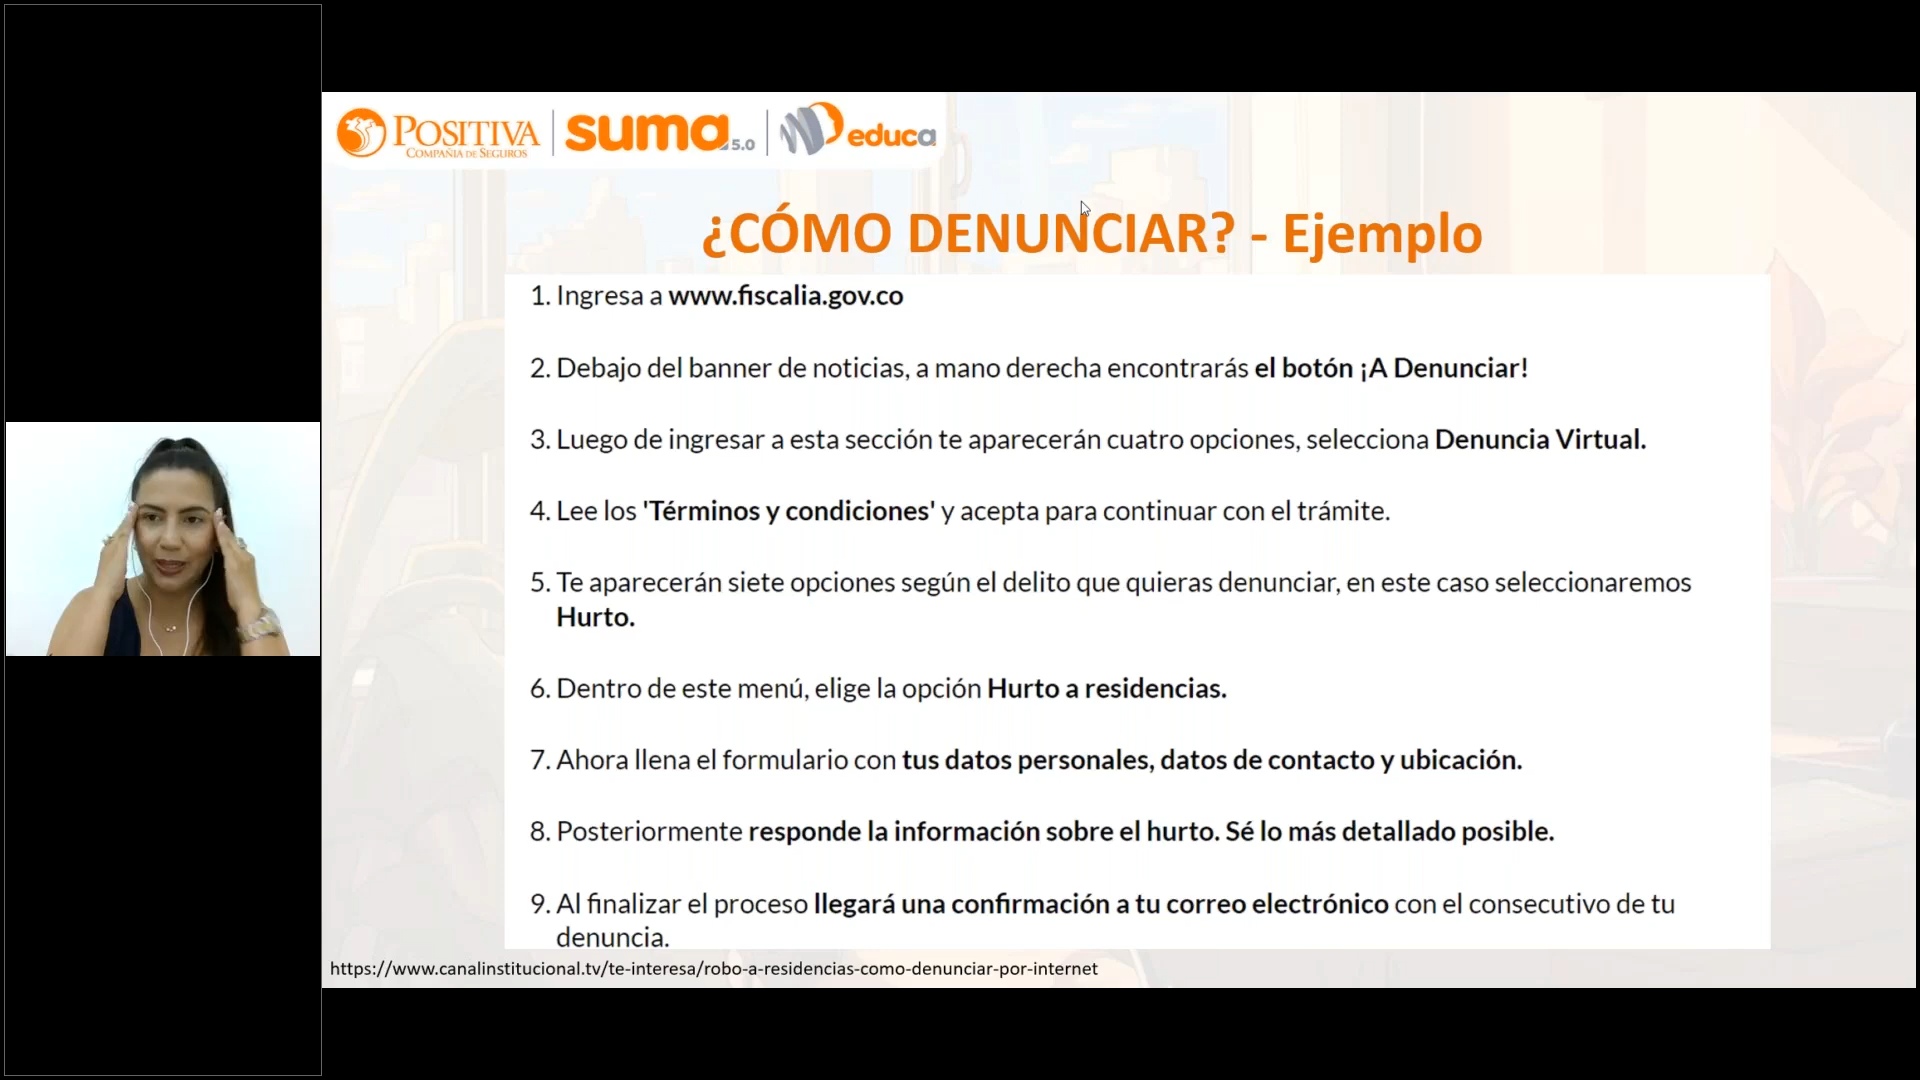 POSITIVA
COMPAÑIA DE SEGUROS
suma 5.0
educa
¿CÓMO DENUNCIAR? - Ejemplo
1. Ingresa a www.fiscalia.gov.co
2. Debajo del banner de noticias, a mano derecha encontrarás el botón ¡A Denunciar!
3. Luego de ingresar a esta sección te aparecerán cuatro opciones, selecciona Denuncia Virtual.
4. Lee los 'Términos y condiciones' y acepta para continuar con el trámite.
5. Te aparecerán siete opciones según el delito que quieras denunciar, en este caso seleccionaremos
Hurto.
6. Dentro de este menú, elige la opción Hurto a residencias.
7. Ahora llena el formulario con tus datos personales, datos de contacto y ubicación.
8. Posteriormente responde la información sobre el hurto. Sé lo más detallado posible.
9. Al finalizar el proceso llegará una confirmación a tu correo electrónico con el consecutivo de tu
denuncia.
https://www.canalinstitucional.tv/te-interesa/robo-a-residencias-como-denunciar-por-internet